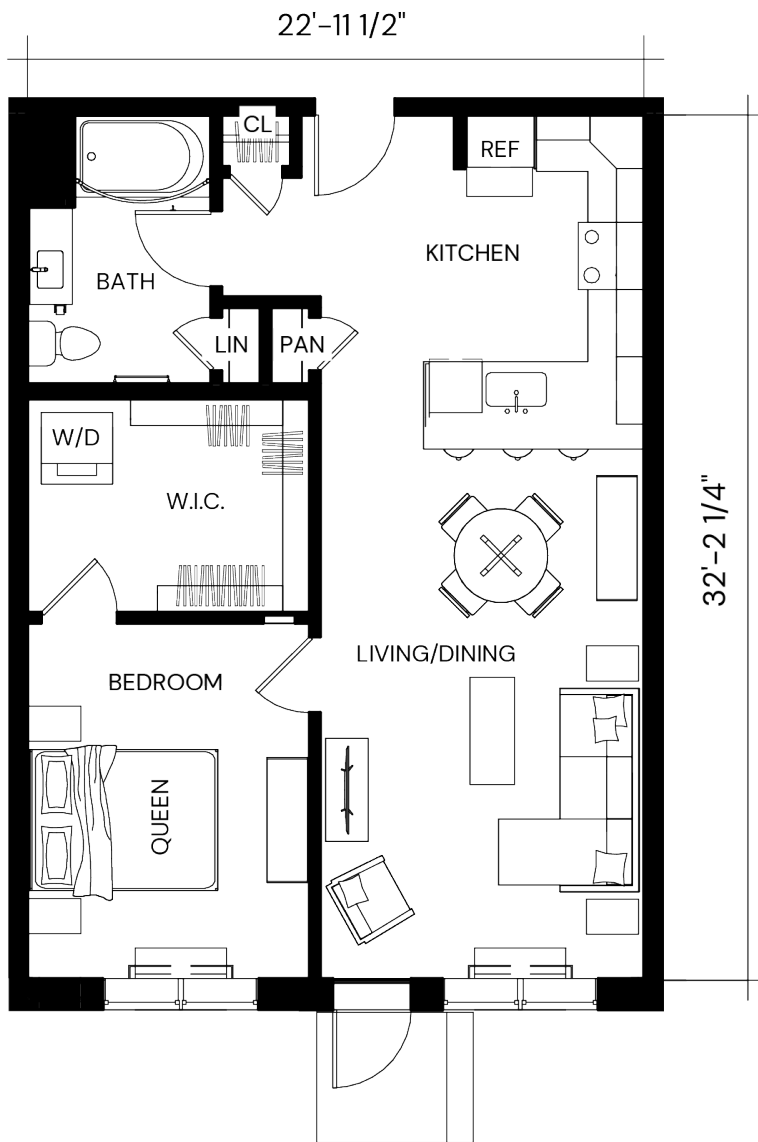 22'-11 1/2"
CL
REF
KITCHEN
BATH
LIN
PAN
W/D
W.I.C.
32'-2 1/4"
LIVING/DINING
BEDROOM
QUEEN